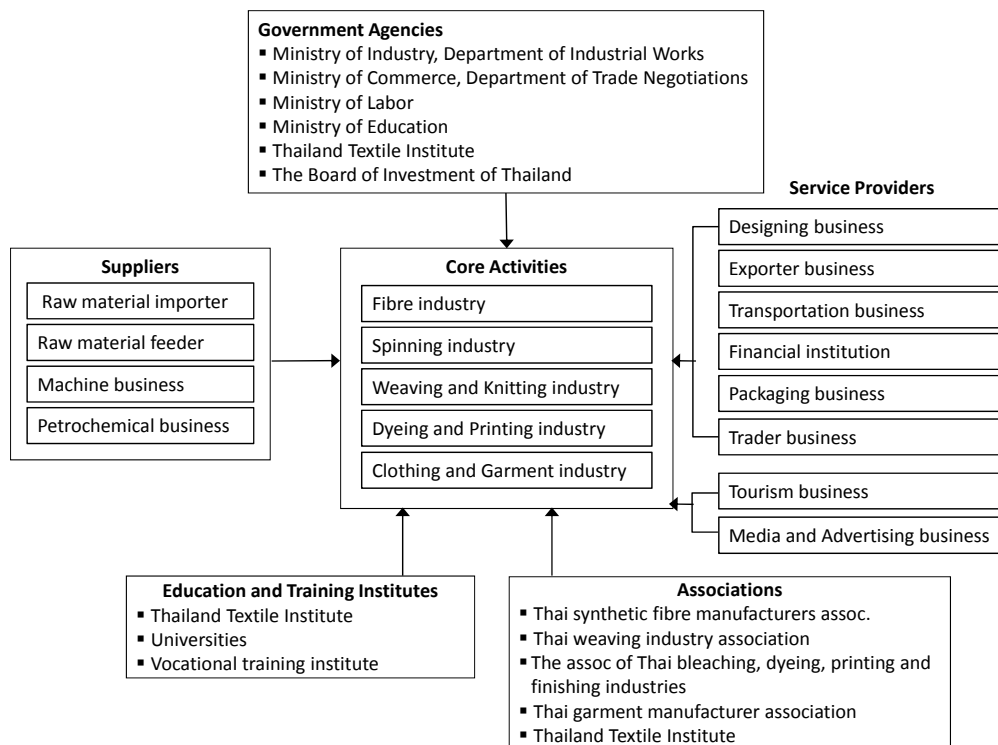 Government Agencies
▪ Ministry of Industry, Department of Industrial Works
▪ Ministry of Commerce, Department of Trade Negotiations
▪ Ministry of Labor
▪ Ministry of Education
▪ Thailand Textile Institute
▪ The Board of Investment of Thailand
Suppliers
Raw material importer
Raw material feeder
Machine business
Petrochemical business
Core Activities
Fibre industry
Spinning industry
Weaving and Knitting industry
Dyeing and Printing industry
Clothing and Garment industry
Service Providers
Designing business
Exporter business
Transportation business
Financial institution
Packaging business
Trader business
Tourism business
Media and Advertising business
Education and Training Institutes
▪ Thailand Textile Institute
▪ Universities
▪ Vocational training institute
Associations
▪ Thai synthetic fibre manufacturers assoc.
▪ Thai weaving industry association
▪ The assoc of Thai bleaching, dyeing, printing and
finishing industries
▪ Thai garment manufacturer association
▪ Thailand Textile Institute